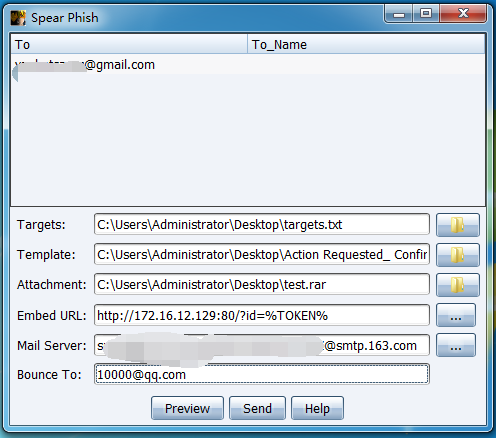 Spear Phish
To To_Name
@gmail.com
Targets: C:\Users\Administrator\Desktop\targets.txt
Template: C:\Users\Administrator\Desktop\Action Requested_ Confir
Attachment: C:\Users\Administrator\Desktop\test.rar
Embed URL: http://172.16.12.129:80/?id=%TOKEN% ...
Mail Server: @smtp.163.com ...
Bounce To: 10000@qq.com
Preview Send Help